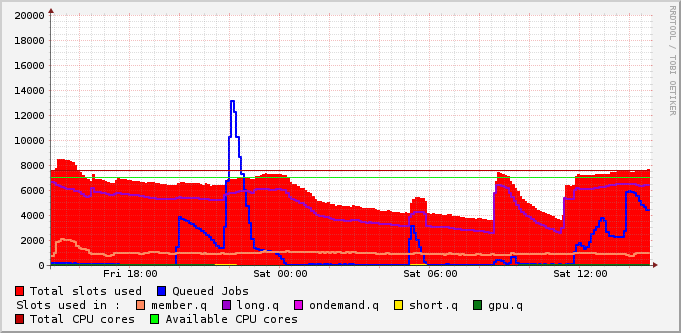 RRDTOOL / TOBI OETIKER
20000
18000
16000
14000
12000
10000
8000
6000
4000
2000
0
Fri 18:00 Sat 00:00 Sat 06:00 Sat 12:00
Total slots used Queued Jobs
Slots used in : member.q long.q ondemand.q short.q gpu.q
Total CPU cores Available CPU cores